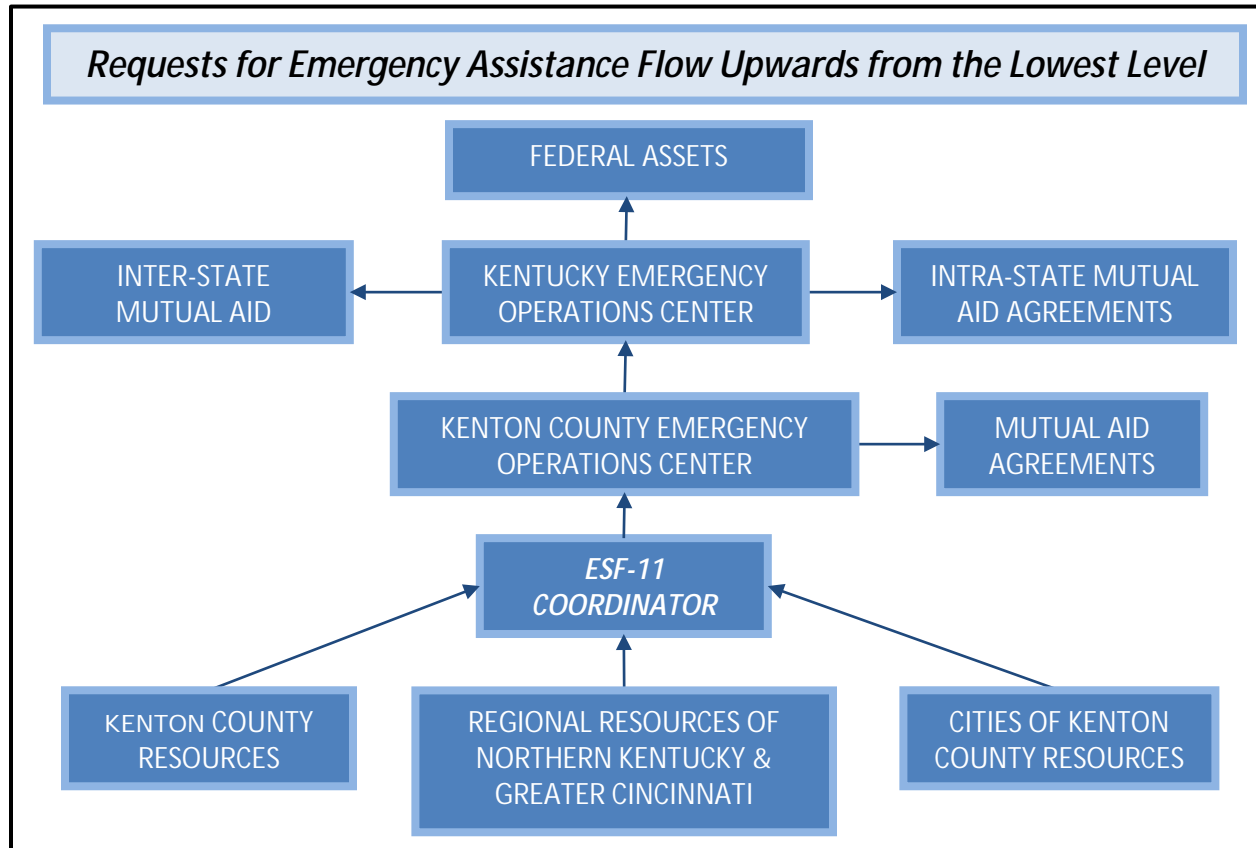 Requests for Emergency Assistance Flow Upwards from the Lowest Level
FEDERAL ASSETS
INTER-STATE
MUTUAL AID
KENTUCKY EMERGENCY
OPERATIONS CENTER
INTRA-STATE MUTUAL
AID AGREEMENTS
KENTON COUNTY EMERGENCY
OPERATIONS CENTER
MUTUAL AID
AGREEMENTS
ESF-11
COORDINATOR
KENTON COUNTY
RESOURCES
REGIONAL RESOURCES OF
NORTHERN KENTUCKY &
GREATER CINCINNATI
CITIES OF KENTON
COUNTY RESOURCES